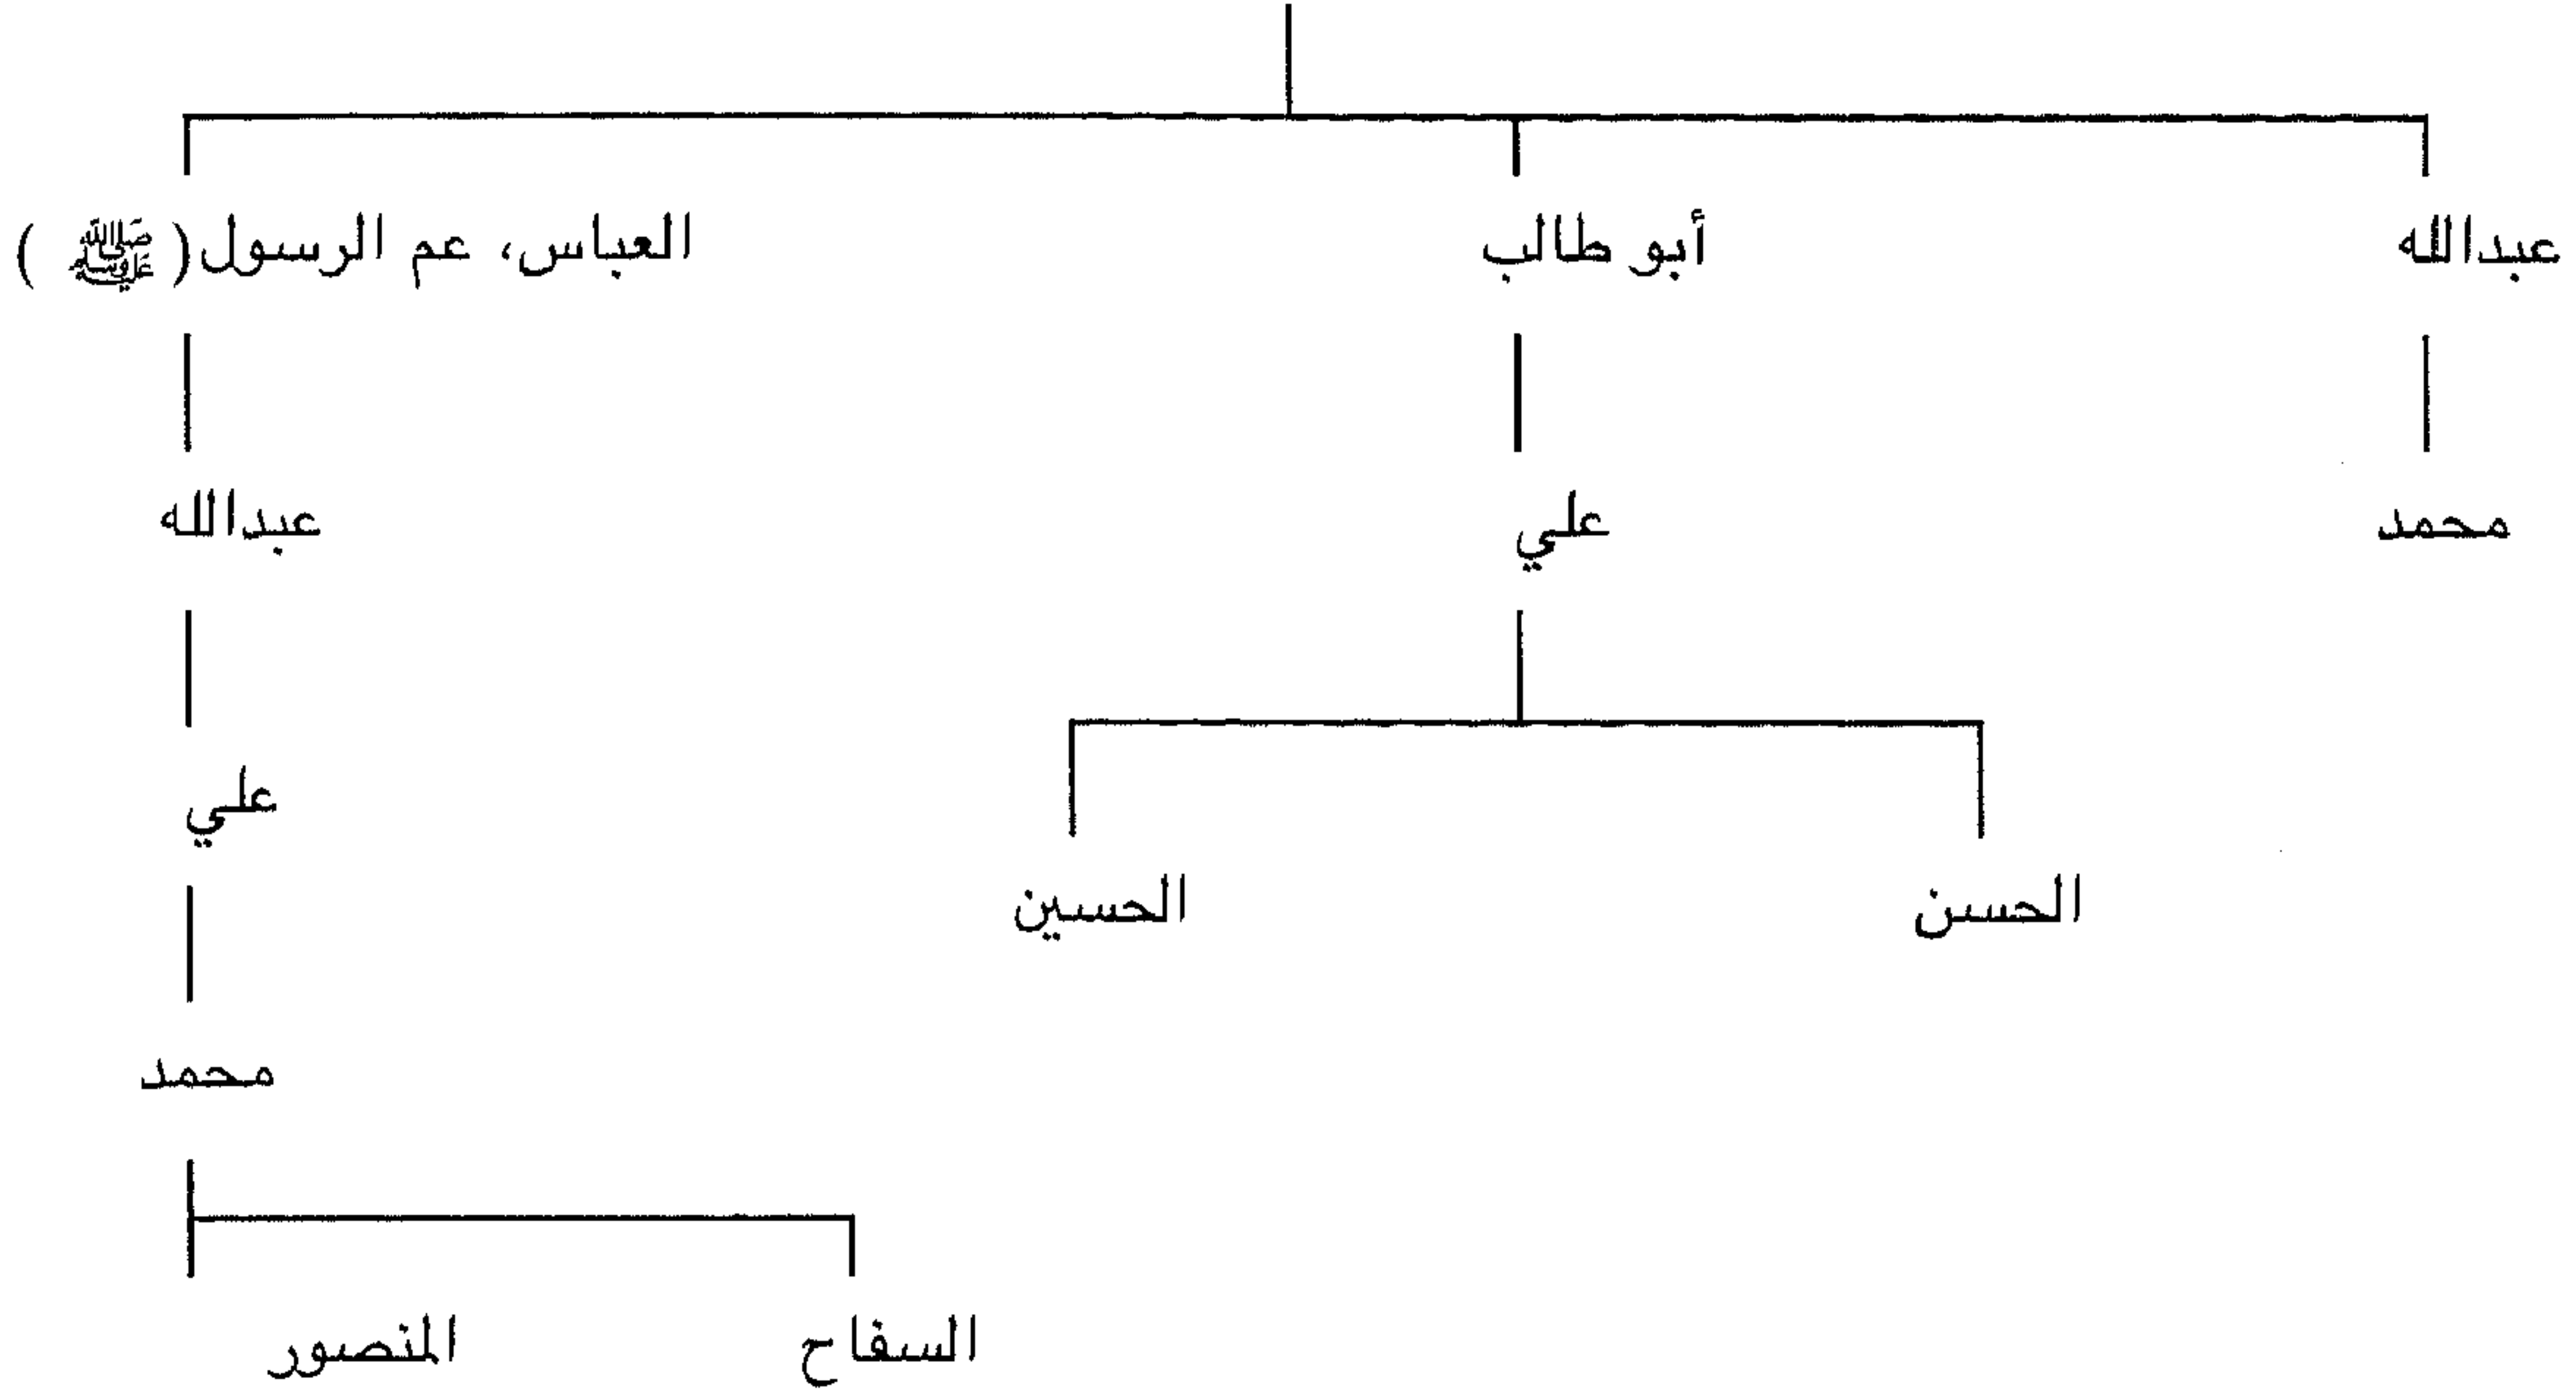 عبدالله
أبو طالب
العباس، عم الرسول (ﷺ)
محمد
علي
عبدالله
علي
الحسن
الحسين
محمد
السفاح
المنصور